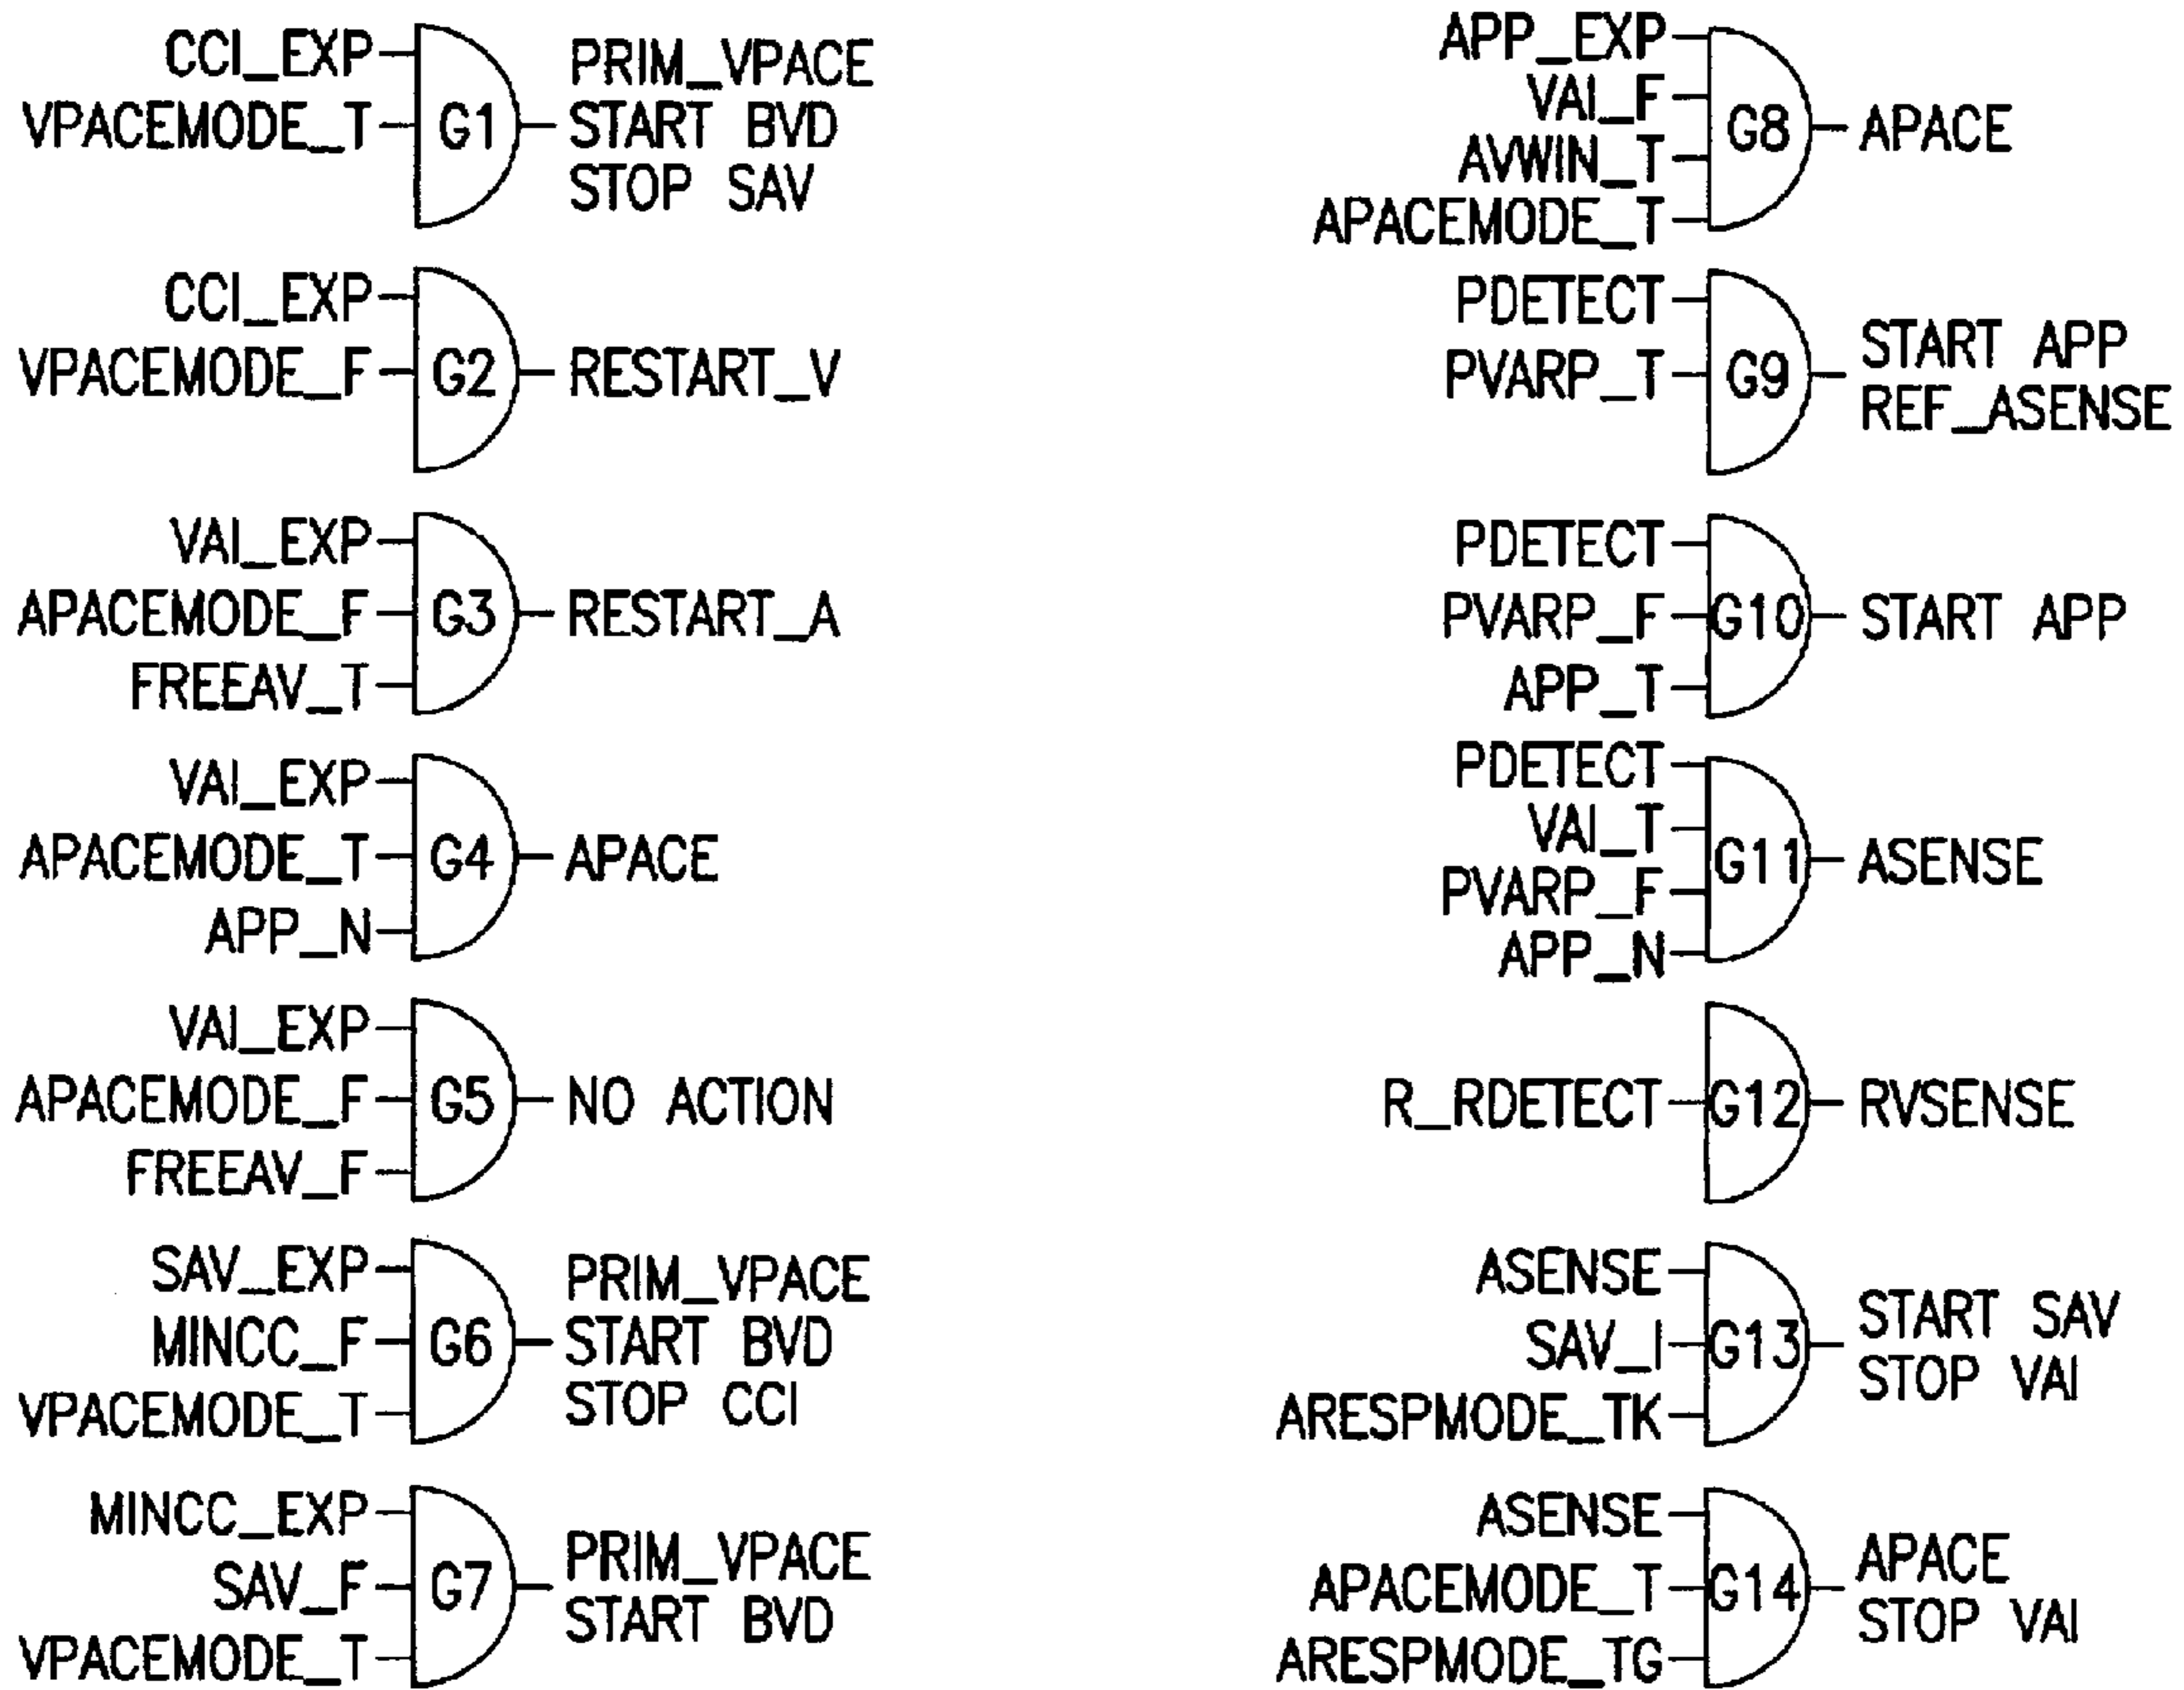 CCI_EXP
VPACEMODE_T
G1
PRIM_VPACE
START BVD
STOP SAV
CCI_EXP
VPACEMODE_F
G2
RESTART_V
VAI_EXP
APACEMODE_F
FREEAV_T
G3
RESTART_A
VAI_EXP
APACEMODE_T
APP_N
G4
APACE
VAI_EXP
APACEMODE_F
FREEAV_F
G5
NO ACTION
SAV_EXP
MINCC_F
VPACEMODE_T
G6
PRIM_VPACE
START BVD
STOP CCI
MINCC_EXP
SAV_F
VPACEMODE_T
G7
PRIM_VPACE
START BVD
APP_EXP
VAI_F
AVWIN_T
APACEMODE_T
G8
APACE
PDETECT
PVARP_T
G9
START APP
REF_ASENSE
PDETECT
PVARP_F
APP_T
G10
START APP
PDETECT
VAI_T
PVARP_F
APP_N
G11
ASENSE
R_RDETECT
G12
RVSENSE
ASENSE
SAV_I
ARESPMODE_TK
G13
START SAV
STOP VAI
ASENSE
APACEMODE_T
ARESPMODE_TG
G14
APACE
STOP VAI